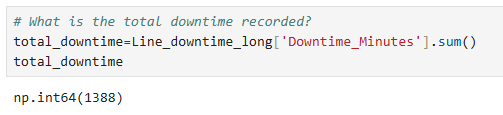 # What is the total downtime recorded?
total_downtime=Line_downtime_long['Downtime_Minutes'].sum()
total_downtime
np.int64(1388)